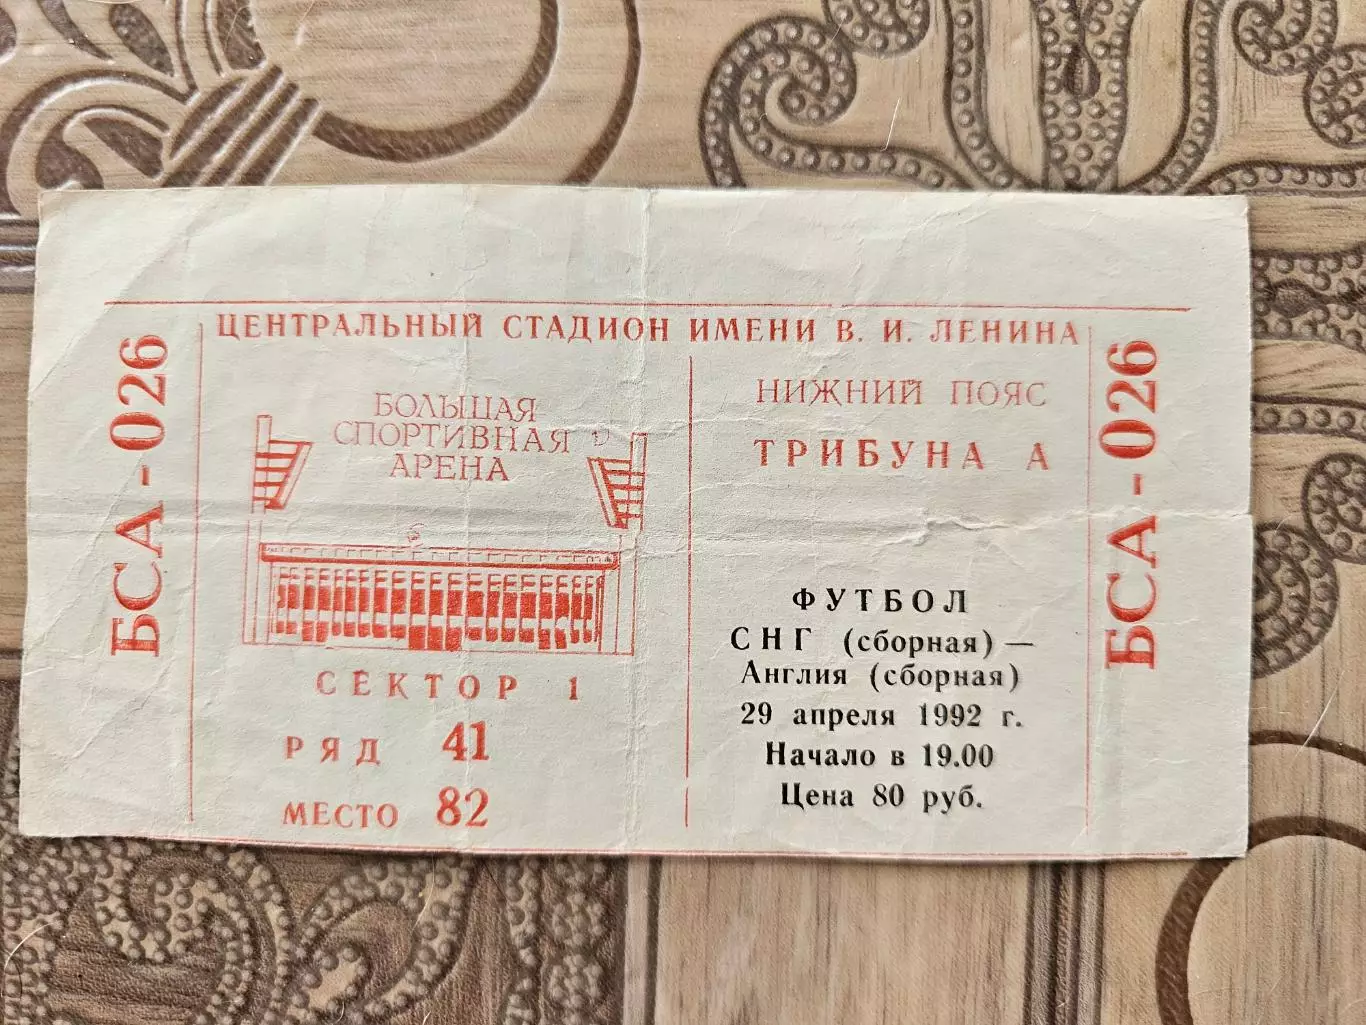 ЦЕНТРАЛЬНЫЙ СТАДИОН ИМЕНИ В. И. ЛЕНИНА
БСА - 026
БОЛЬШАЯ
СПОРТИВНАЯ
АРЕНА
СЕКТОР 1
РЯД 41
МЕСТО 82
НИЖНИЙ ПОЯС
ТРИБУНА А
ФУТБОЛ
СНГ (сборная) —
Англия (сборная)
29 апреля 1992 г.
Начало в 19.00
Цена 80 руб.
БСА - 026